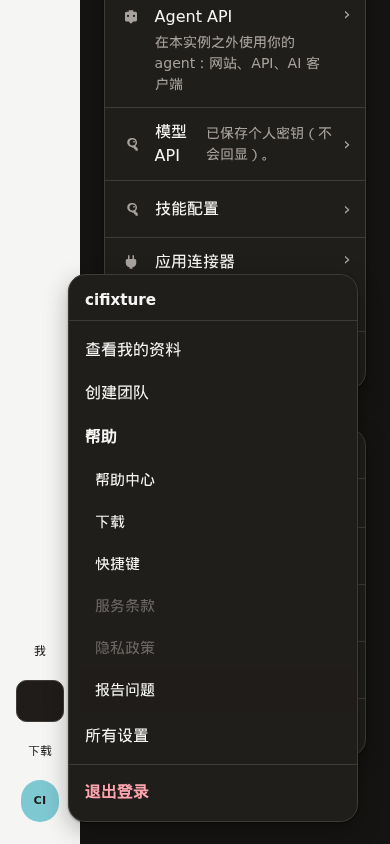 Agent API
在本实例之外使用你的
agent：网站、API、AI 客
户端
模型
API
已保存个人密钥（不
会回显）。
技能配置
应用连接器
cifixture
查看我的资料
创建团队
帮助
帮助中心
下载
快捷键
服务条款
隐私政策
报告问题
所有设置
退出登录
我
下载
CI